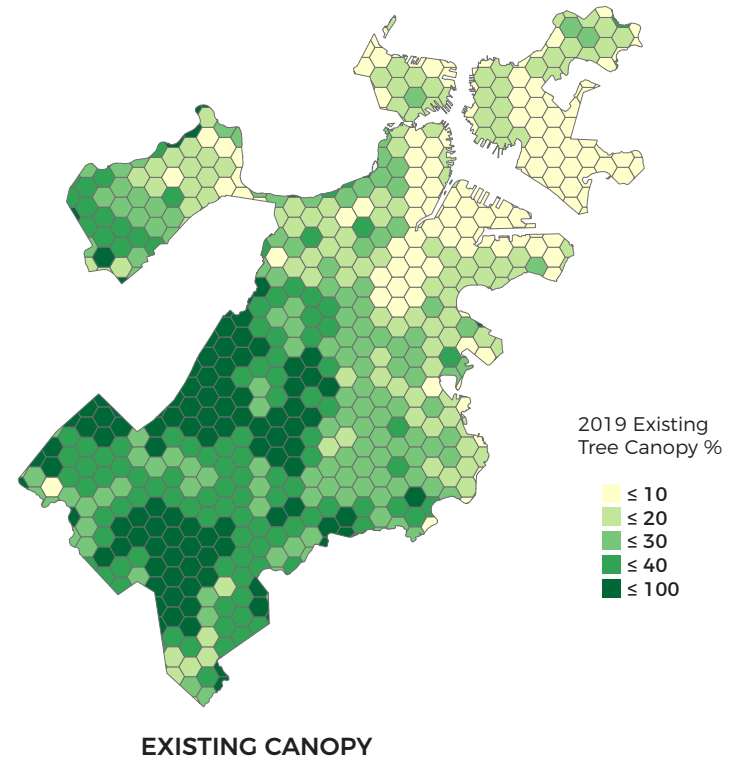 2019 Existing
Tree Canopy %
≤ 10
≤ 20
≤ 30
≤ 40
≤ 100
EXISTING CANOPY